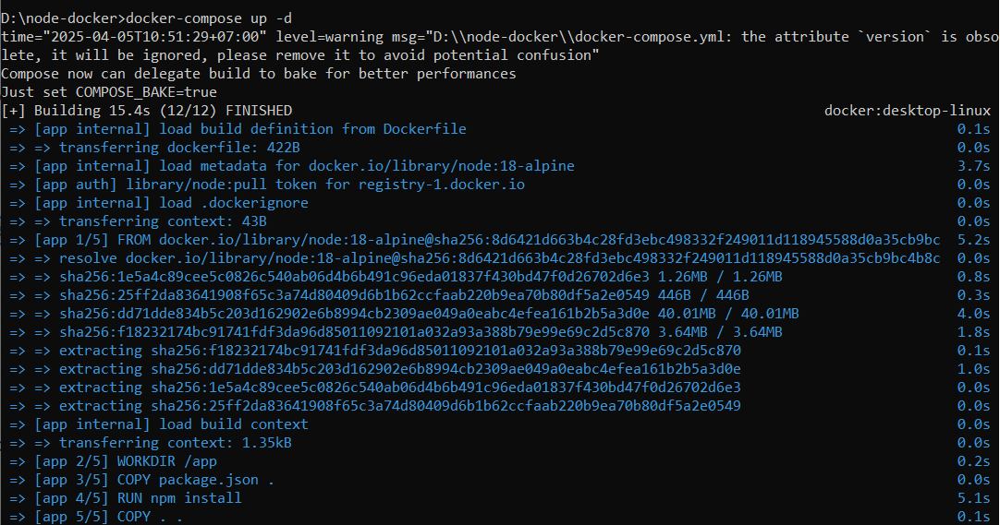 D:\node-docker>docker-compose up -d
time="2025-04-05T10:51:29+07:00" level=warning msg="D:\\node-docker\\docker-compose.yml: the attribute `version` is obso
lete, it will be ignored, please remove it to avoid potential confusion"
Compose now can delegate build to bake for better performances
Just set COMPOSE_BAKE=true
[+] Building 15.4s (12/12) FINISHED docker:desktop-linux
=> [app internal] load build definition from Dockerfile 0.1s
=> => transferring dockerfile: 422B 0.0s
=> [app internal] load metadata for docker.io/library/node:18-alpine 3.7s
=> [app auth] library/node:pull token for registry-1.docker.io 0.0s
=> [app internal] load .dockerignore 0.0s
=> => transferring context: 43B 0.0s
=> [app 1/5] FROM docker.io/library/node:18-alpine@sha256:8d6421d663b4c28fd3ebc498332f249011d118945588d0a35cb9bc 5.2s
=> => resolve docker.io/library/node:18-alpine@sha256:8d6421d663b4c28fd3ebc498332f249011d118945588d0a35cb9bc4b8c 0.0s
=> => sha256:1e5a4c89cee5c0826c540ab06d4b6b491c96eda01837f430bd47f0d26702d6e3 1.26MB / 1.26MB 0.8s
=> => sha256:25ff2da83641908f65c3a74d80409d6b1b62ccfaab220b9ea70b80df5a2e0549 446B / 446B 0.3s
=> => sha256:dd71dde834b5c203d162902e6b8994cb2309ae049a0eabc4efea161b2b5a3d0e 40.01MB / 40.01MB 4.0s
=> => sha256:f18232174bc91741fdf3da96d85011092101a032a93a388b79e99e69c2d5c870 3.64MB / 3.64MB 1.8s
=> => extracting sha256:f18232174bc91741fdf3da96d85011092101a032a93a388b79e99e69c2d5c870 0.1s
=> => extracting sha256:dd71dde834b5c203d162902e6b8994cb2309ae049a0eabc4efea161b2b5a3d0e 1.0s
=> => extracting sha256:1e5a4c89cee5c0826c540ab06d4b6b491c96eda01837f430bd47f0d26702d6e3 0.0s
=> => extracting sha256:25ff2da83641908f65c3a74d80409d6b1b62ccfaab220b9ea70b80df5a2e0549 0.0s
=> [app internal] load build context 0.0s
=> => transferring context: 1.35kB 0.0s
=> [app 2/5] WORKDIR /app 0.2s
=> [app 3/5] COPY package.json . 0.0s
=> [app 4/5] RUN npm install 5.1s
=> [app 5/5] COPY . . 0.1s